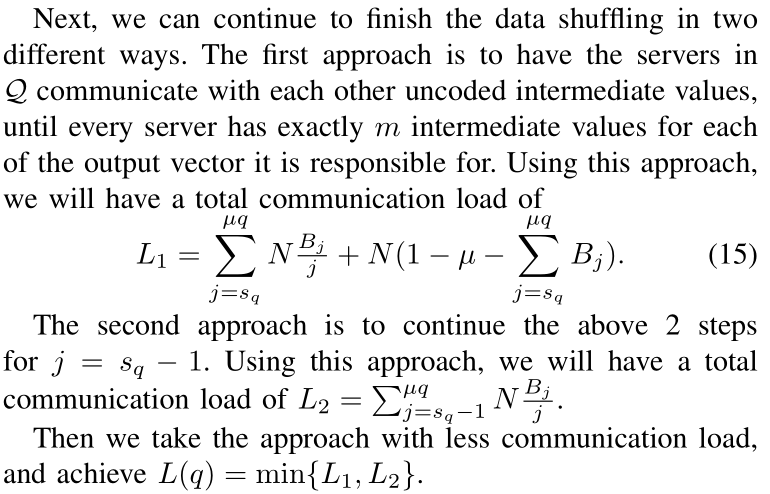 Next, we can continue to finish the data shuffling in two
different ways. The first approach is to have the servers in
𝒬 communicate with each other uncoded intermediate values,
until every server has exactly m intermediate values for each
of the output vector it is responsible for. Using this approach,
we will have a total communication load of
L_1 = \sum_{j=s_q}^{\mu q} N \frac{B_j}{j} + N(1 - \mu - \sum_{j=s_q}^{\mu q} B_j). (15)
The second approach is to continue the above 2 steps
for j = s_q − 1. Using this approach, we will have a total
communication load of L_2 = \sum_{j=s_q-1}^{\mu q} N \frac{B_j}{j}.
Then we take the approach with less communication load,
and achieve L(q) = min{L_1, L_2}.